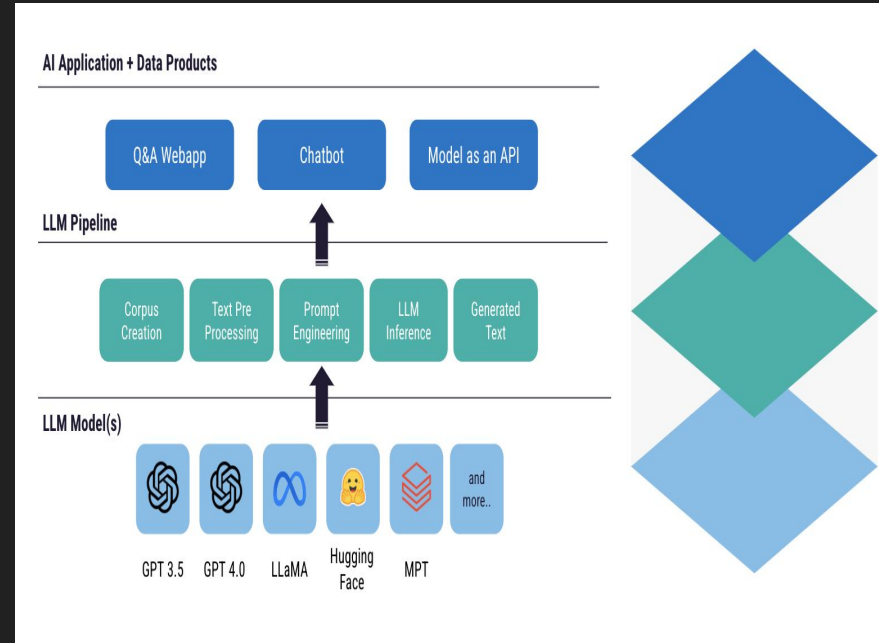 AI Application + Data Products
Q&A Webapp
Chatbot
Model as an API
LLM Pipeline
Corpus
Creation
Text Pre
Processing
Prompt
Engineering
LLM
Inference
Generated
Text
LLM Model(s)
and
more..
GPT 3.5
GPT 4.0
LLaMA
Hugging
Face
MPT